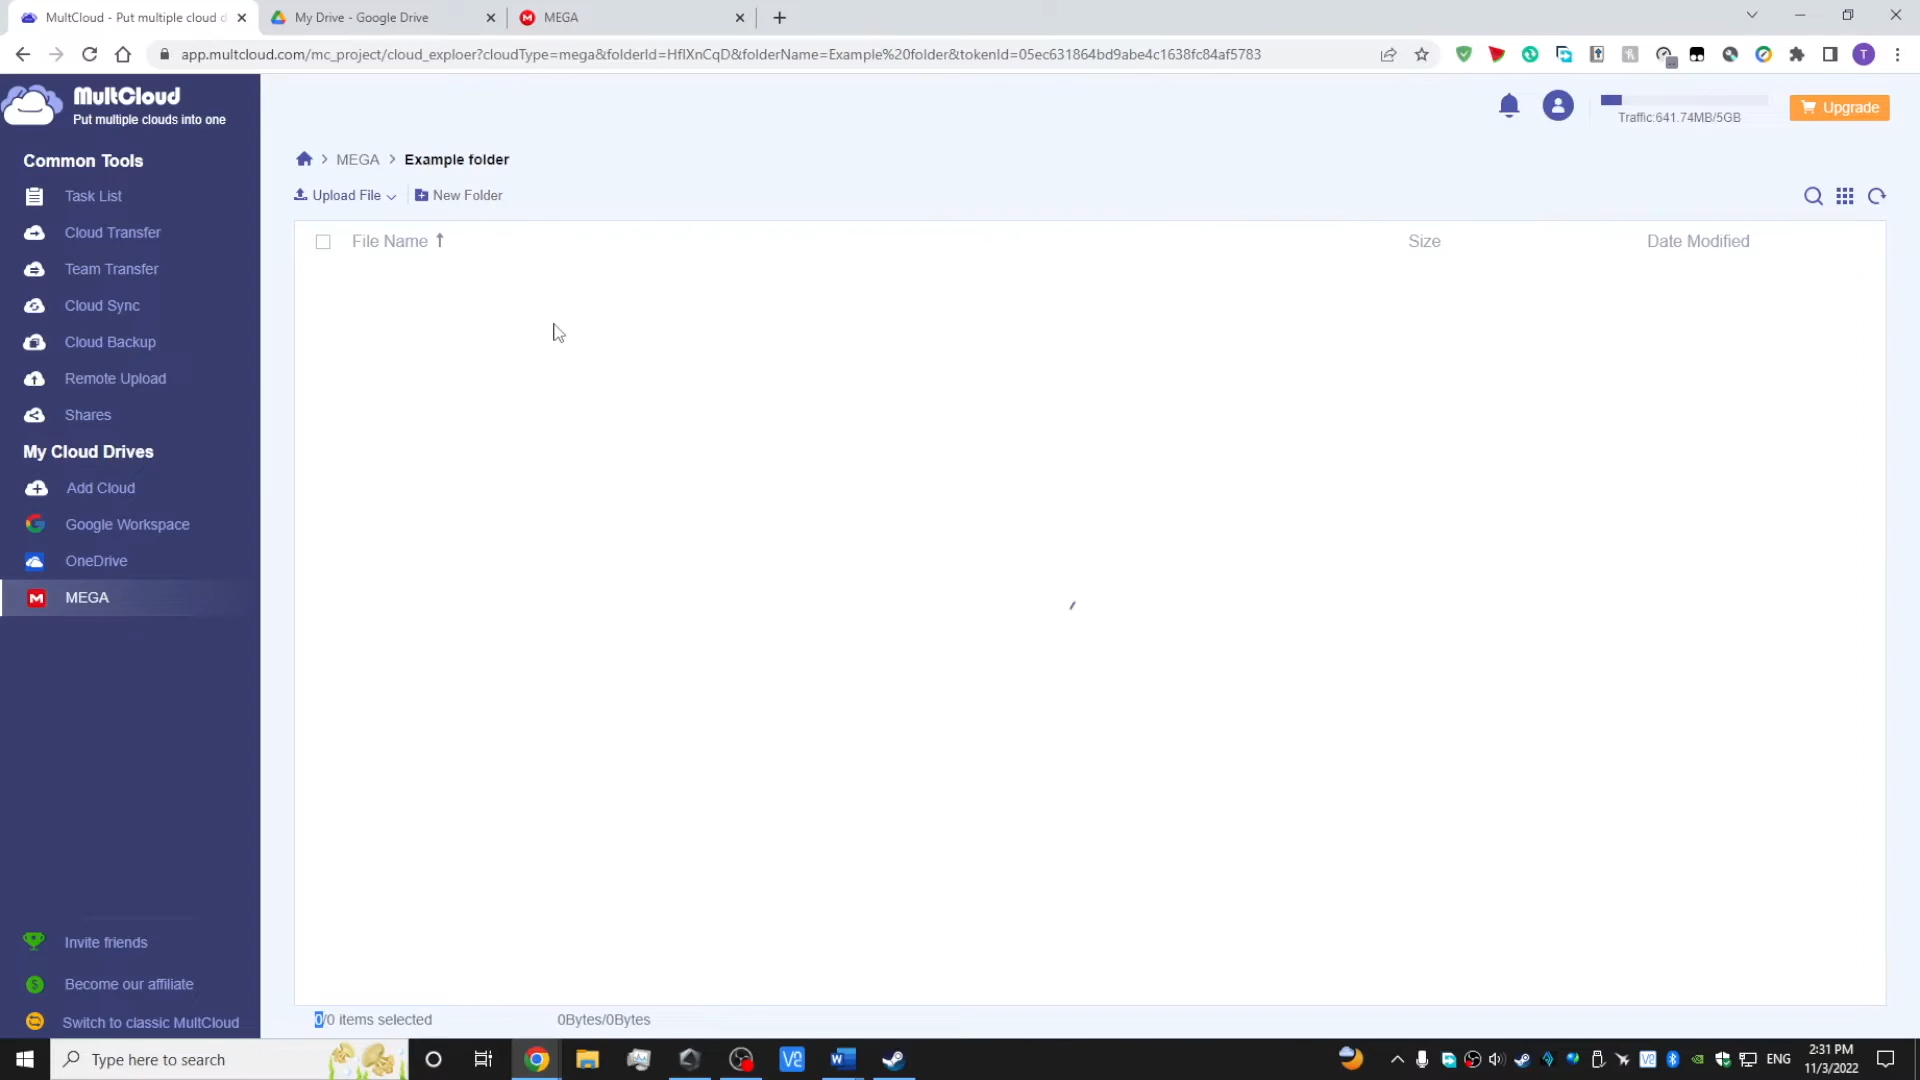 MultCloud - Put multiple cloud d
My Drive - Google Drive
MEGA
app.multcloud.com/mc_project/cloud_exploer?cloudType=mega&folderId=HfIXnCqD&folderName=Example%20folder&tokenId=05ec631864bd9abe4c1638fc84af5783
T
MultCloud
Put multiple clouds into one
Traffic:641.74MB/5GB
Upgrade
Common Tools
Task List
Cloud Transfer
Team Transfer
Cloud Sync
Cloud Backup
Remote Upload
Shares
My Cloud Drives
Add Cloud
Google Workspace
OneDrive
MEGA
Invite friends
Become our affiliate
Switch to classic MultCloud
MEGA > Example folder
Upload File
New Folder
File Name
Size
Date Modified
0/0 items selected
0Bytes/0Bytes
Type here to search
ENG
2:31 PM
11/3/2022